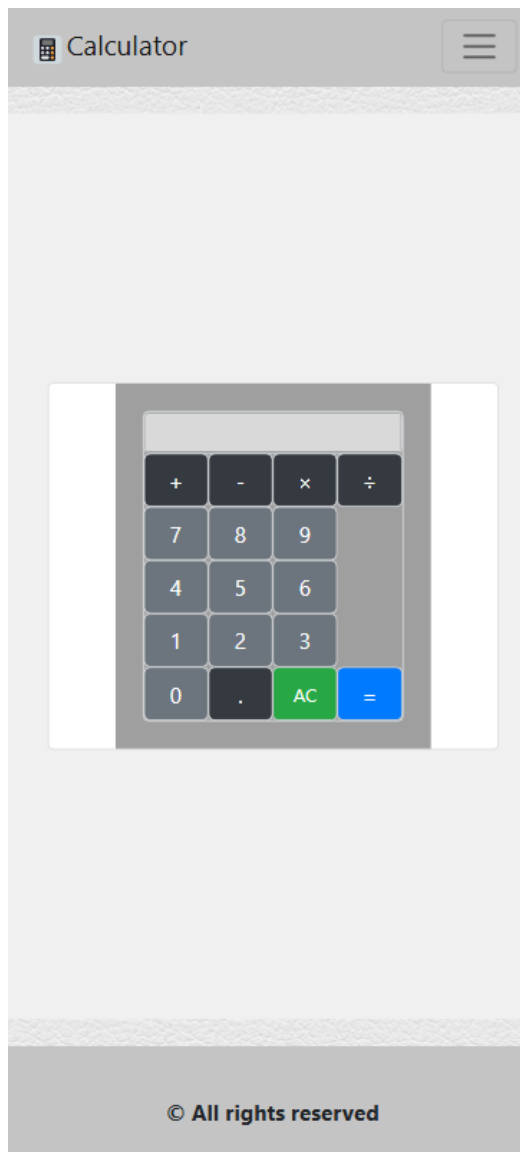 Calculator
+ - × ÷
7 8 9
4 5 6
1 2 3
0 . AC =
© All rights reserved